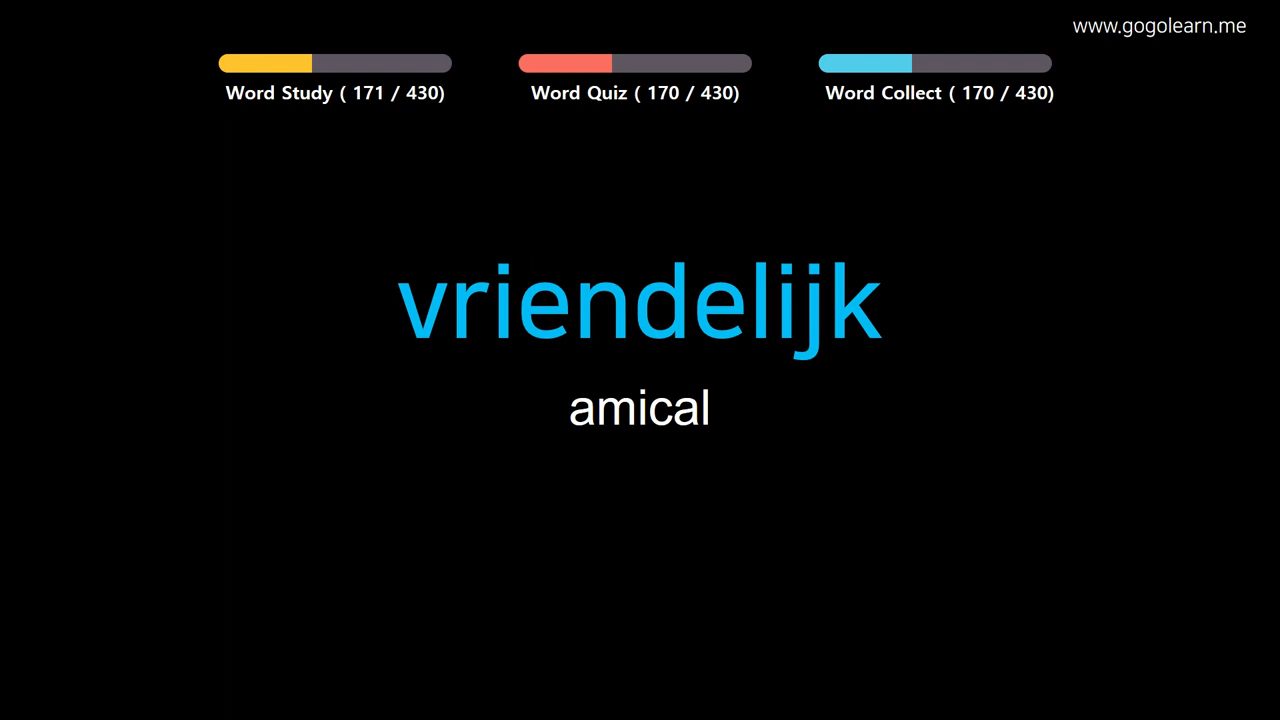 www.gogolearn.me
Word Study ( 171 / 430)
Word Quiz ( 170 / 430)
Word Collect ( 170 / 430)
vriendelijk
amical